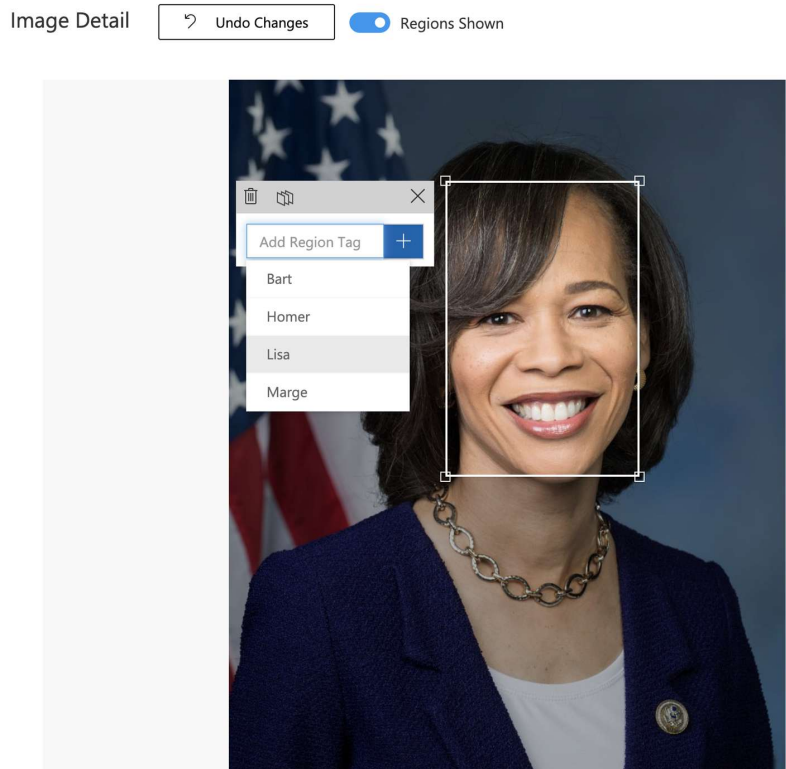 Image Detail
Undo Changes
Regions Shown
Add Region Tag
Bart
Homer
Lisa
Marge